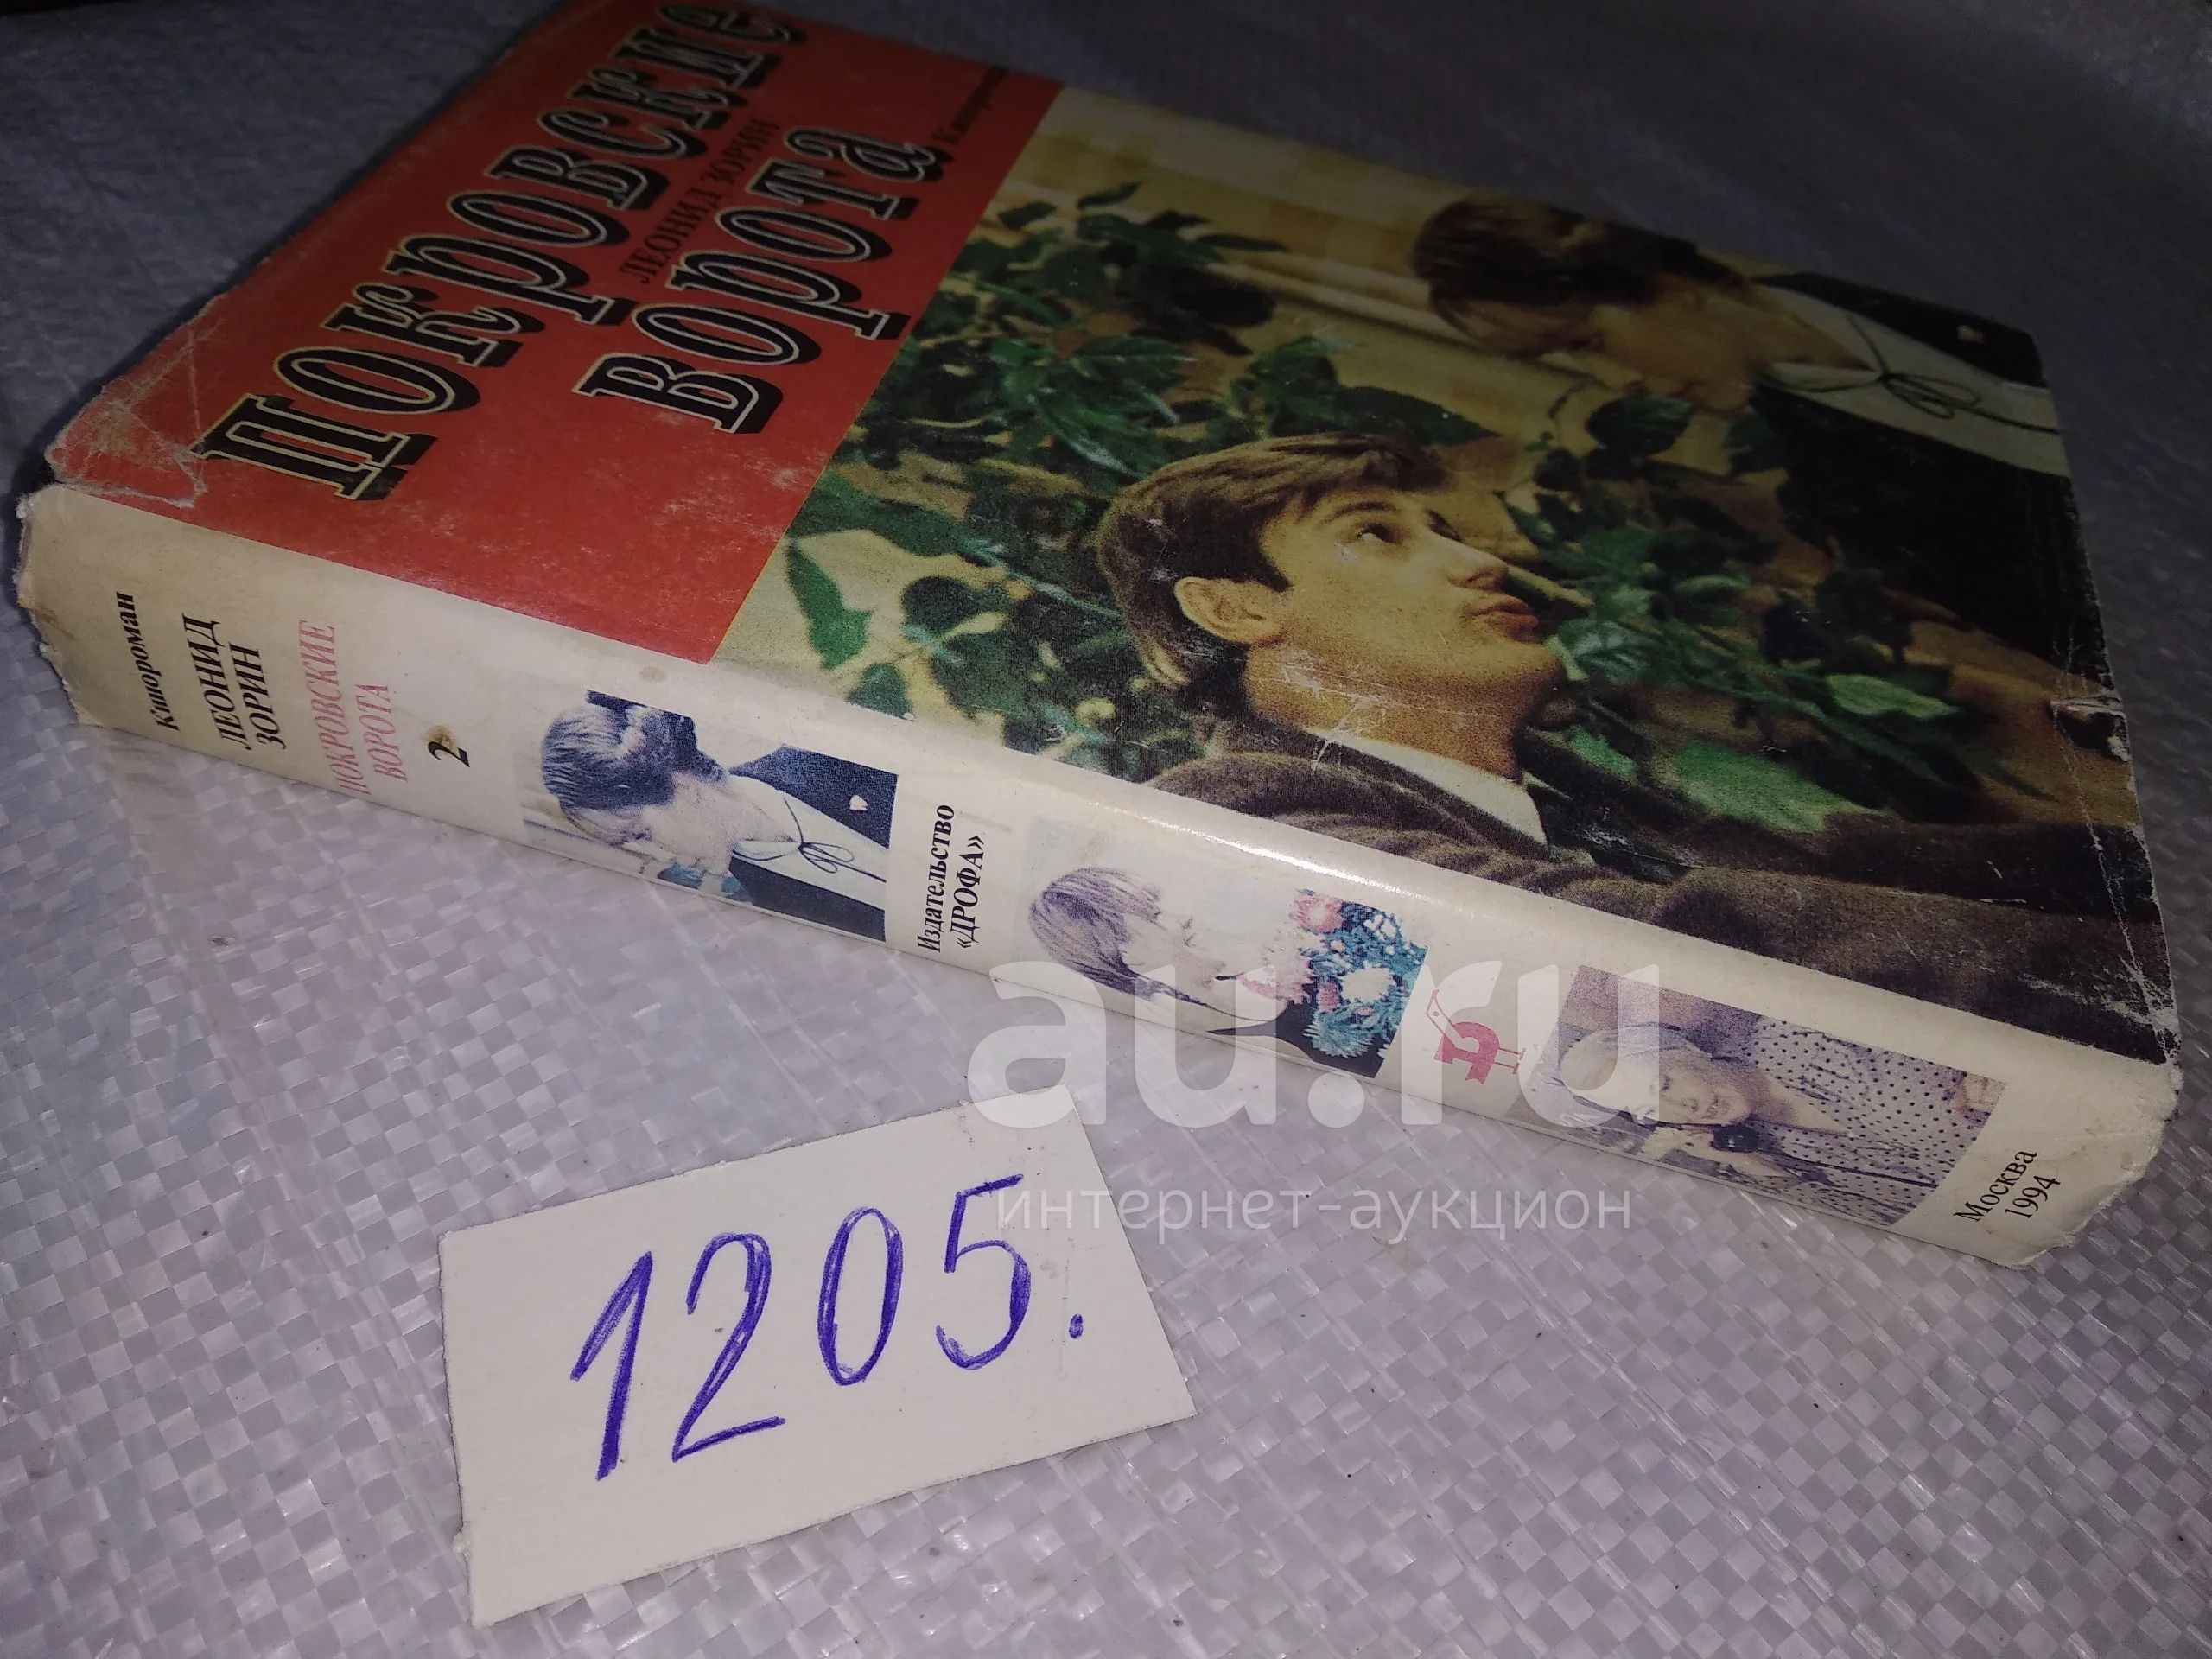 ПОКРОВСКИЕ
ЛЕОНИД ЗОРИН
ВОРОТА
Кинороман
ЛЕОНИД
ЗОРИН
ПОКРОВСКИЕ
ВОРОТА
2
Издательство
«ДРОФА»
Москва
1994
au.ru
интернет-аукцион
1205.